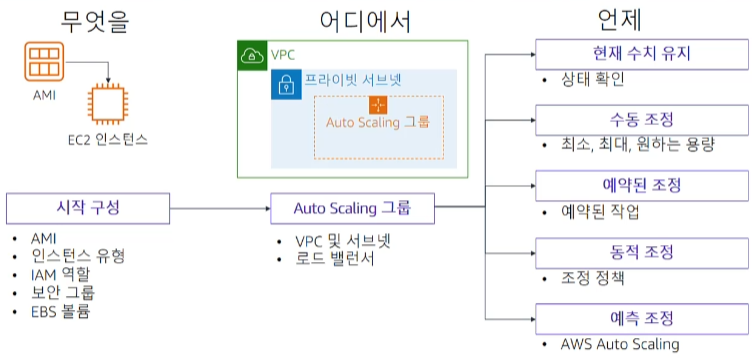 무엇을
어디에서
언제
AMI
EC2 인스턴스
VPC
프라이빗 서브넷
Auto Scaling 그룹
시작 구성
• AMI
• 인스턴스 유형
• IAM 역할
• 보안 그룹
• EBS 볼륨
Auto Scaling 그룹
• VPC 및 서브넷
• 로드 밸런서
현재 수치 유지
• 상태 확인
수동 조정
• 최소, 최대, 원하는 용량
예약된 조정
• 예약된 작업
동적 조정
• 조정 정책
예측 조정
• AWS Auto Scaling